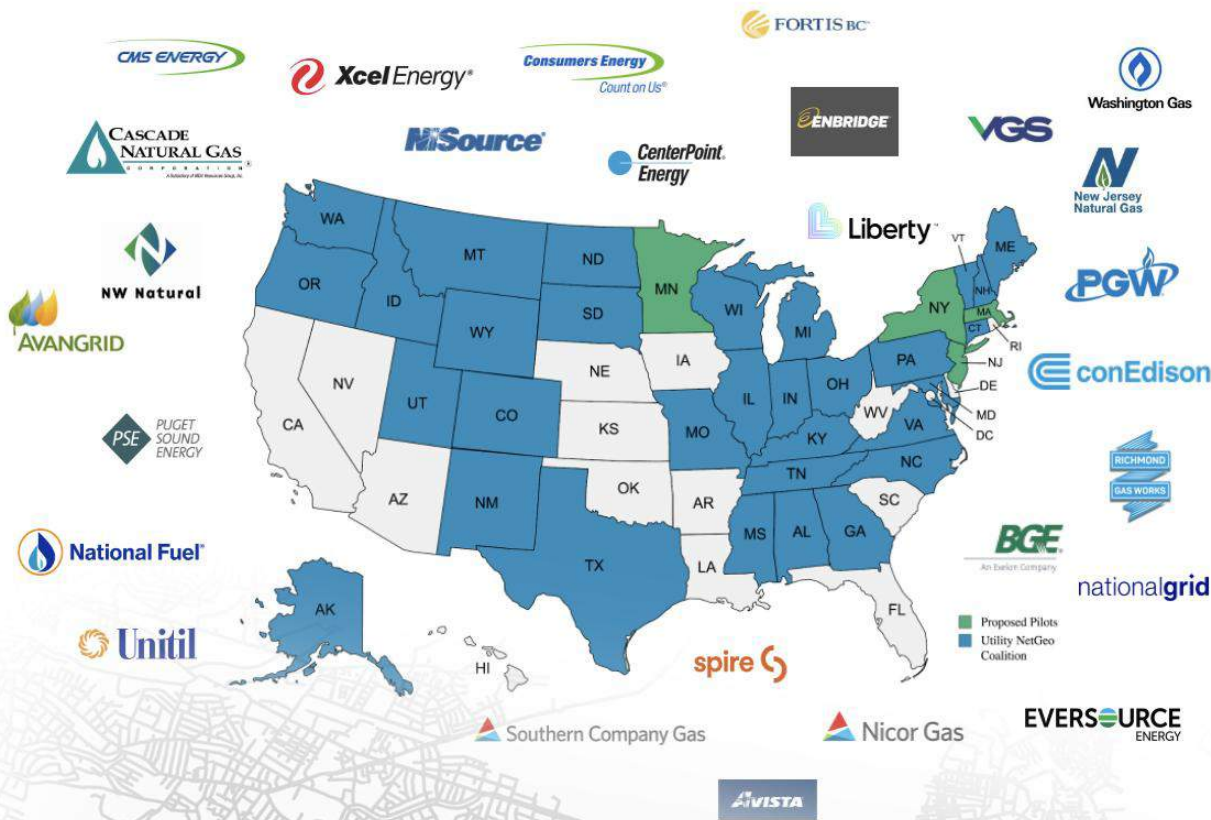 FORTIS BC™
CMS ENERGY
Xcel Energy®
Consumers Energy
Count on Us®
Washington Gas
ENBRIDGE
VGS
CASCADE
NATURAL GAS
CORPORATION
NiSource®
CenterPoint®
Energy
New Jersey
Natural Gas
Liberty™
NW Natural
PGW
AVANGRID
conEdison
PSE
PUGET
SOUND
ENERGY
RICHMOND
GAS WORKS
National Fuel®
BGE®
An Exelon Company
nationalgrid
Unitil
spire
Southern Company Gas
Nicor Gas
EVERSOURCE
ENERGY
AVISTA
WA
MT
ND
MN
VT
ME
OR
ID
SD
WI
NH
NY
MA
WY
MI
CT
RI
NV
NE
IA
PA
NJ
UT
CO
IL
IN
OH
DE
CA
KS
MO
WV
MD
VA
DC
KY
AZ
NM
OK
TN
NC
AR
SC
TX
MS
AL
GA
LA
FL
AK
HI
Proposed Pilots
Utility NetGeo
Coalition